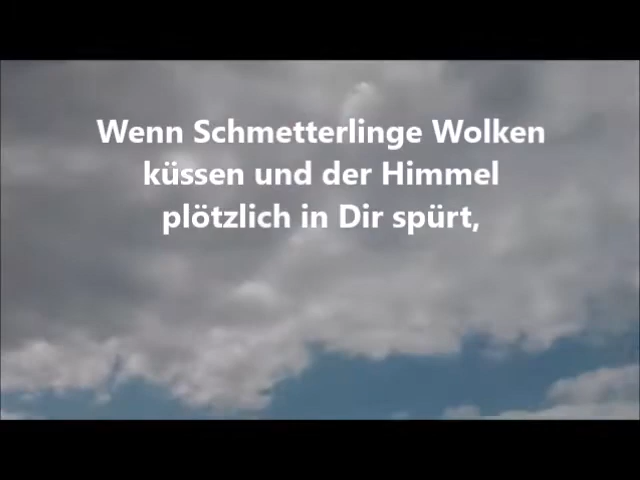 Wenn Schmetterlinge Wolken
küssen und der Himmel
plötzlich in Dir spürt,